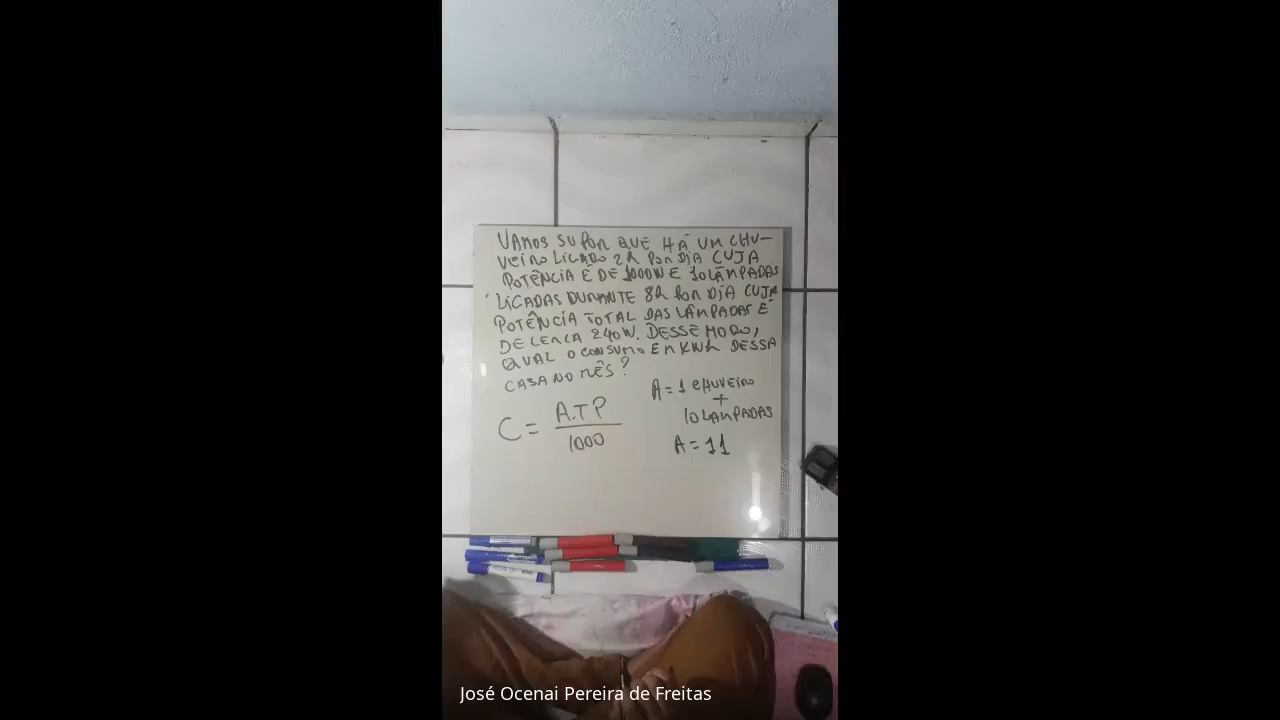 VAMOS SUPOR QUE HÁ UM CHU-
VEIRO LIGADO 2h POR DIA CUJA
POTÊNCIA É DE 1000W E 10 LÂMPADAS
LIGADAS DURANTE 8h POR DIA CUJA
POTÊNCIA TOTAL DAS LÂMPADAS É
DE CERCA 240W. DESSE MODO,
QUAL O CONSUMO EM KWh DESSA
CASA NO MÊS?
A = 1 CHUVEIRO
+
10 LAMPADAS
A = 11
C = A.TP
1000
José Ocenai Pereira de Freitas